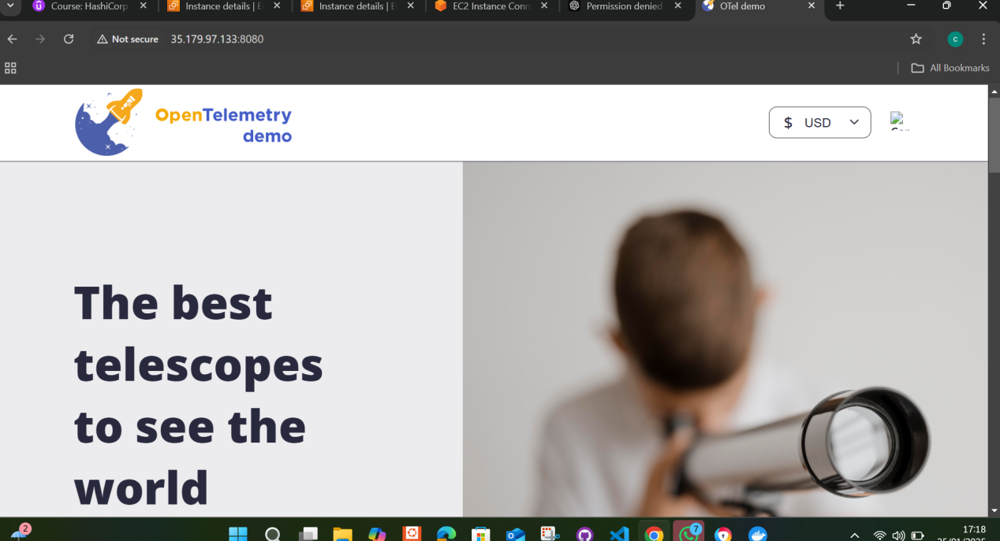 Course: HashiCorp
Instance details | E
Instance details | E
EC2 Instance Conn
Permission denied
OTel demo
Not secure
35.179.97.133:8080
c
All Bookmarks
OpenTelemetry
demo
$ USD
The best
telescopes
to see the
world
2
7
17:18
25/01/2025